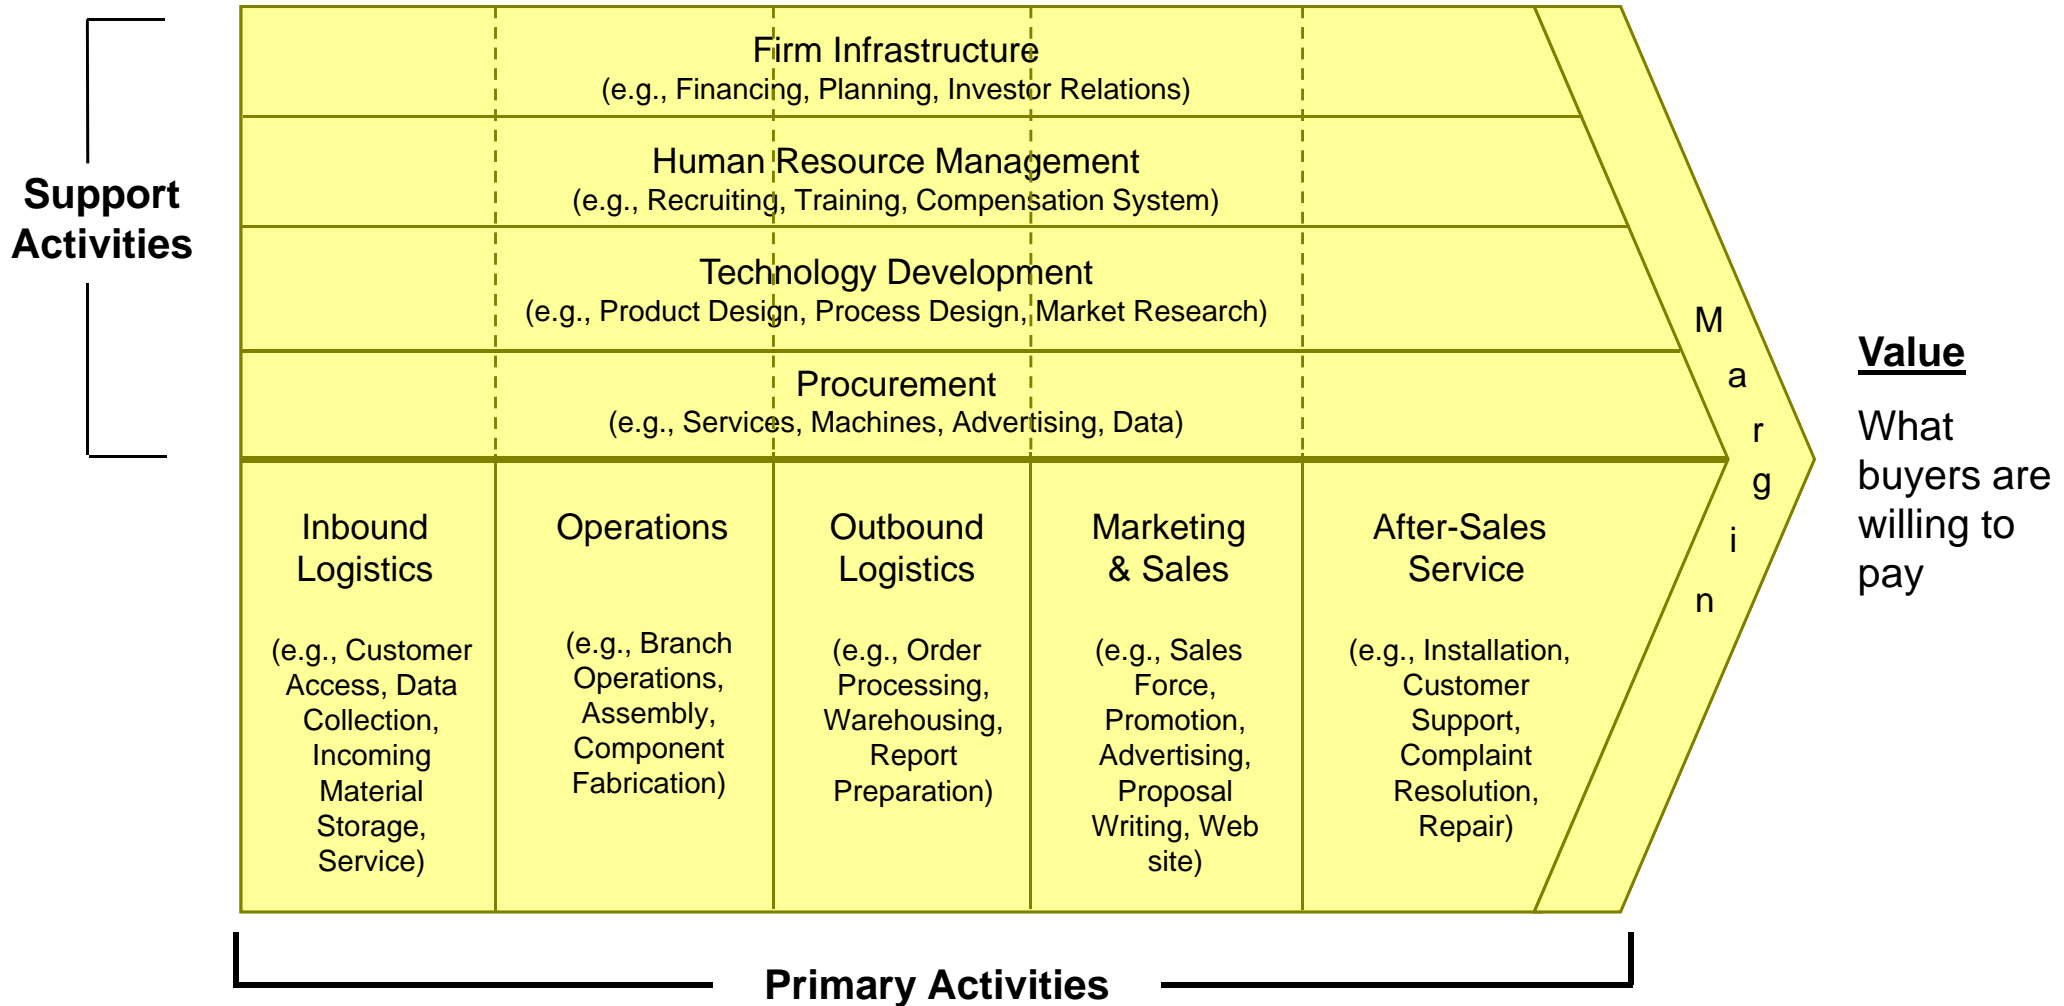 Support
Activities
Firm Infrastructure
(e.g., Financing, Planning, Investor Relations)
Human Resource Management
(e.g., Recruiting, Training, Compensation System)
Technology Development
(e.g., Product Design, Process Design, Market Research)
Procurement
(e.g., Services, Machines, Advertising, Data)
Inbound
Logistics
(e.g., Customer
Access, Data
Collection,
Incoming
Material
Storage,
Service)
Operations
(e.g., Branch
Operations,
Assembly,
Component
Fabrication)
Outbound
Logistics
(e.g., Order
Processing,
Warehousing,
Report
Preparation)
Marketing
& Sales
(e.g., Sales
Force,
Promotion,
Advertising,
Proposal
Writing, Web
site)
After-Sales
Service
(e.g., Installation,
Customer
Support,
Complaint
Resolution,
Repair)
Margin
Value
What
buyers are
willing to
pay
Primary Activities